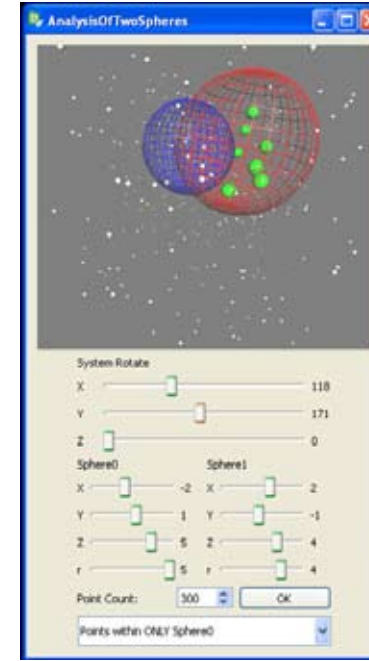 AnalysisOfTwoSpheres
System Rotate
X 118
Y 171
Z 0
Sphere0 Sphere1
X -2 X 2
Y 1 Y -1
Z 5 Z 4
r 5 r 4
Point Count: 300 OK
Points within ONLY Sphere0